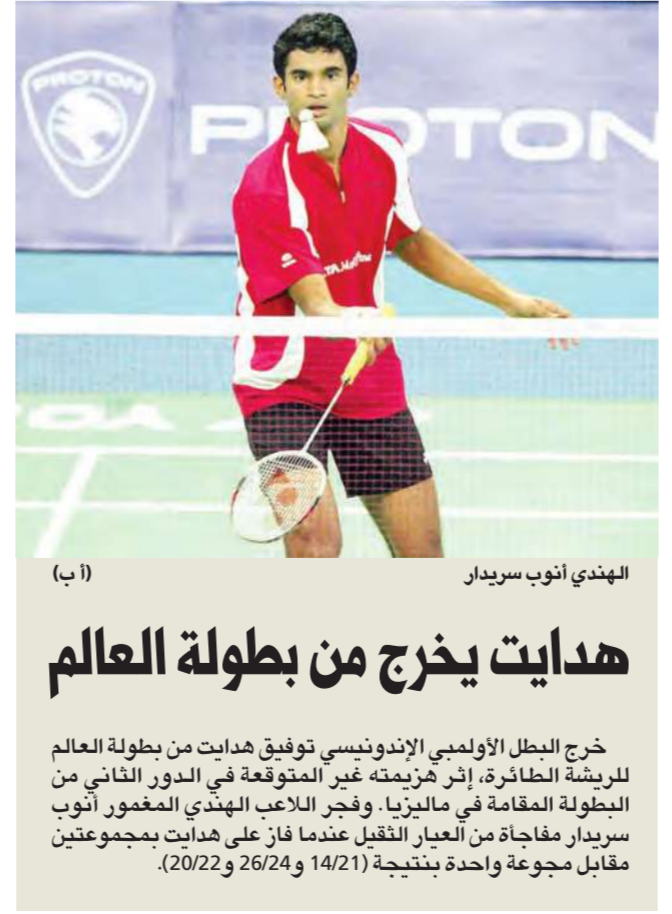 PROTON
PROTON
الهندي أنوب سريدار (أ ب)
هدايت يخرج من بطولة العالم
خرج البطل الأولمبي الإندونيسي توفيق هدايت من بطولة العالم
للريشة الطائرة، إثر هزيمته غير المتوقعة في الدور الثاني من
البطولة المقامة في ماليزيا. وفجر اللاعب الهندي المغمور أنوب
سريدار مفاجأة من العيار الثقيل عندما فاز على هدايت بمجموعتين
مقابل مجوعة واحدة بنتيجة (14/21 و26/24 و20/22).